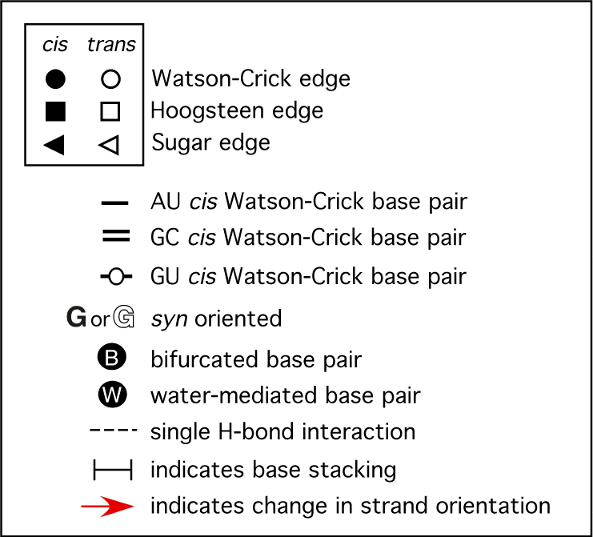 cis trans
Watson-Crick edge
Hoogsteen edge
Sugar edge
AU cis Watson-Crick base pair
GC cis Watson-Crick base pair
GU cis Watson-Crick base pair
G or G syn oriented
B bifurcated base pair
W water-mediated base pair
single H-bond interaction
indicates base stacking
indicates change in strand orientation